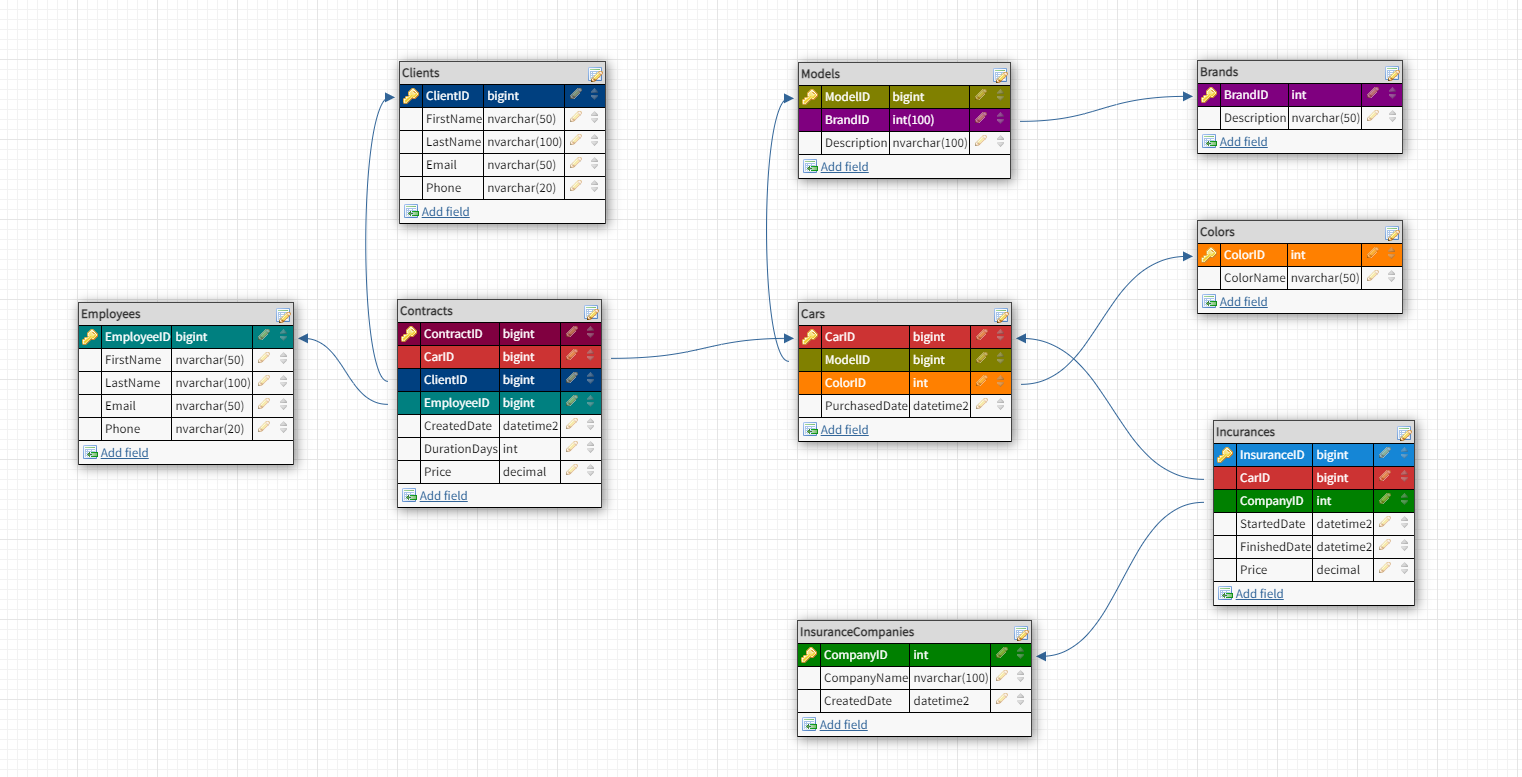 Clients
ClientID bigint
FirstName nvarchar(50)
LastName nvarchar(100)
Email nvarchar(50)
Phone nvarchar(20)
Add field
Models
ModelID bigint
BrandID int(100)
Description nvarchar(100)
Add field
Brands
BrandID int
Description nvarchar(50)
Add field
Colors
ColorID int
ColorName nvarchar(50)
Add field
Employees
EmployeeID bigint
FirstName nvarchar(50)
LastName nvarchar(100)
Email nvarchar(50)
Phone nvarchar(20)
Add field
Contracts
ContractID bigint
CarID bigint
ClientID bigint
EmployeeID bigint
CreatedDate datetime2
DurationDays int
Price decimal
Add field
Cars
CarID bigint
ModelID bigint
ColorID int
PurchasedDate datetime2
Add field
Incurances
InsuranceID bigint
CarID bigint
CompanyID int
StartedDate datetime2
FinishedDate datetime2
Price decimal
Add field
InsuranceCompanies
CompanyID int
CompanyName nvarchar(100)
CreatedDate datetime2
Add field